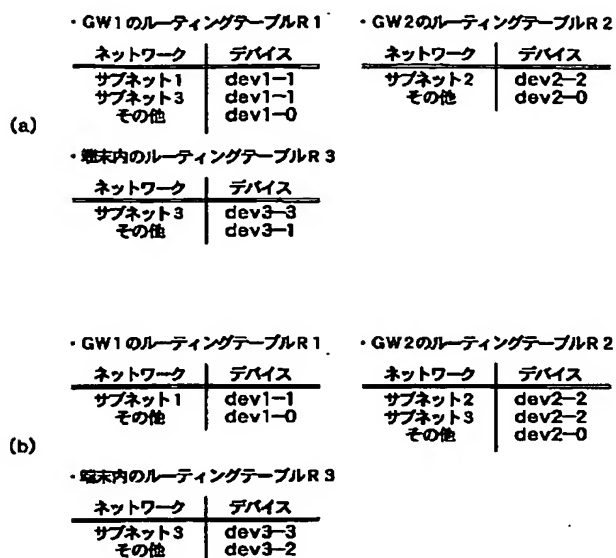 (a)
・GW1のルーティングテーブルR1
ネットワーク デバイス
サブネット1 dev1-1
サブネット3 dev1-1
その他 dev1-0
・GW2のルーティングテーブルR2
ネットワーク デバイス
サブネット2 dev2-2
その他 dev2-0
・端末内のルーティングテーブルR3
ネットワーク デバイス
サブネット3 dev3-3
その他 dev3-1
(b)
・GW1のルーティングテーブルR1
ネットワーク デバイス
サブネット1 dev1-1
その他 dev1-0
・GW2のルーティングテーブルR2
ネットワーク デバイス
サブネット2 dev2-2
サブネット3 dev2-2
その他 dev2-0
・端末内のルーティングテーブルR3
ネットワーク デバイス
サブネット3 dev3-3
その他 dev3-2